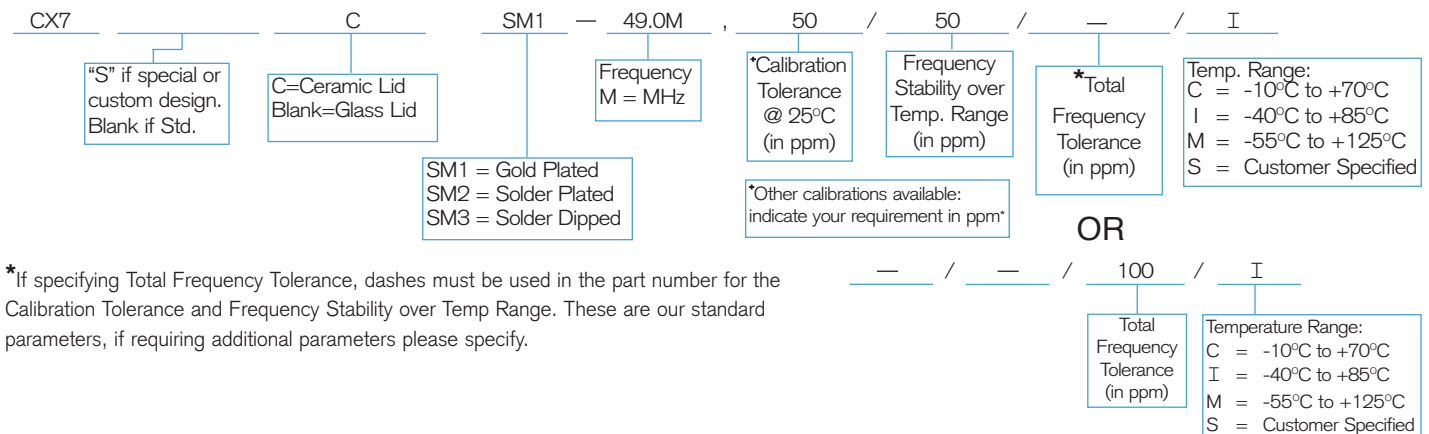 CX7 C SM1 — 49.0M , 50 / 50 / — / I
"S" if special or
custom design.
Blank if Std.
C=Ceramic Lid
Blank=Glass Lid
SM1 = Gold Plated
SM2 = Solder Plated
SM3 = Solder Dipped
Frequency
M = MHz
+Calibration
Tolerance
@ 25°C
(in ppm)
Frequency
Stability over
Temp. Range
(in ppm)
*Total
Frequency
Tolerance
(in ppm)
Temp. Range:
C = -10°C to +70°C
I = -40°C to +85°C
M = -55°C to +125°C
S = Customer Specified
+Other calibrations available:
indicate your requirement in ppm*
OR
— / — / 100 / I
Total
Frequency
Tolerance
(in ppm)
Temperature Range:
C = -10°C to +70°C
I = -40°C to +85°C
M = -55°C to +125°C
S = Customer Specified
*If specifying Total Frequency Tolerance, dashes must be used in the part number for the
Calibration Tolerance and Frequency Stability over Temp Range. These are our standard
parameters, if requiring additional parameters please specify.